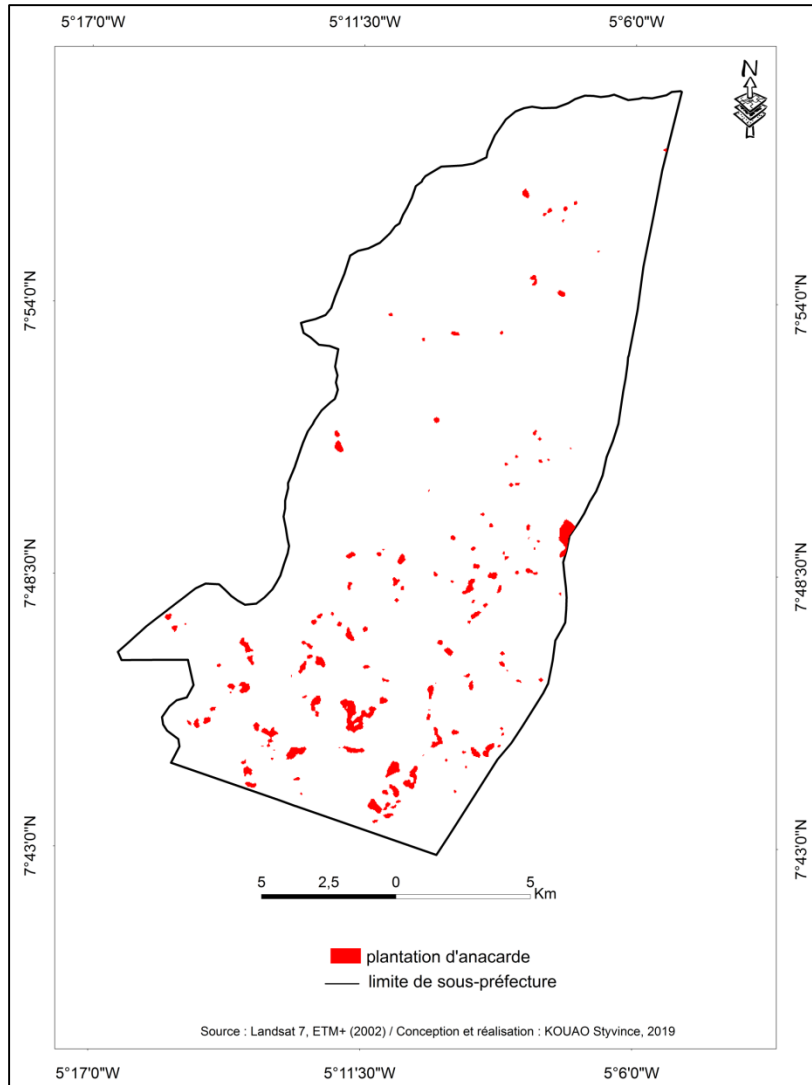 5°17'0"W 5°11'30"W 5°6'0"W
N
7°54'0"N 7°54'0"N
7°48'30"N 7°48'30"N
7°43'0"N 7°43'0"N
5 2,5 0 5
Km
plantation d'anacarde
limite de sous-préfecture
Source : Landsat 7, ETM+ (2002) / Conception et réalisation : KOUAO Styvince, 2019
5°17'0"W 5°11'30"W 5°6'0"W